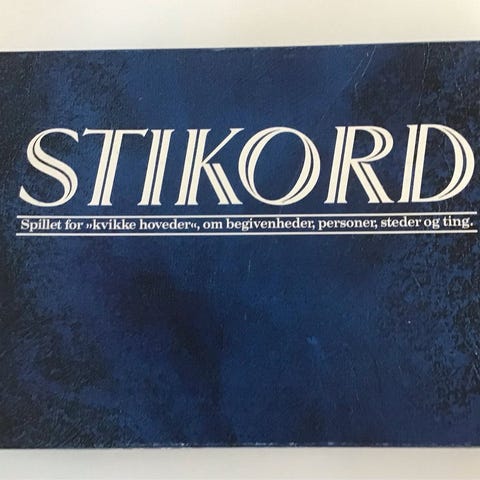 STIKORD
Spillet for »kvikke hoveder«, om begivenheder, personer, steder og ting.